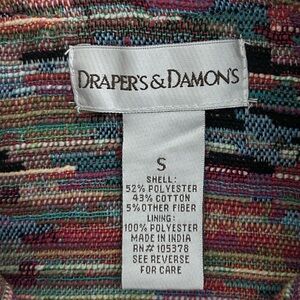 DRAPER'S & DAMON'S
S
SHELL:
52% POLYESTER
43% COTTON
5% OTHER FIBER
LINING:
100% POLYESTER
MADE IN INDIA
RN# 105378
SEE REVERSE
FOR CARE